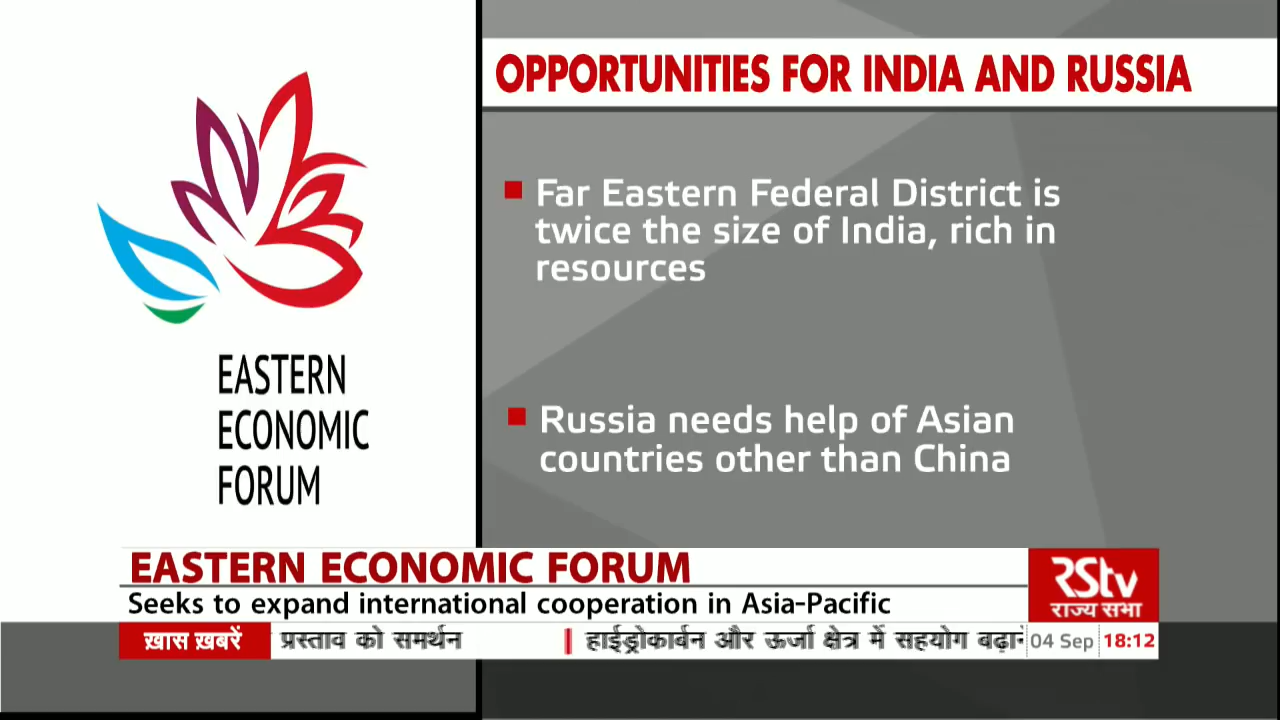 OPPORTUNITIES FOR INDIA AND RUSSIA
Far Eastern Federal District is
twice the size of India, rich in
resources
Russia needs help of Asian
countries other than China
EASTERN
ECONOMIC
FORUM
EASTERN ECONOMIC FORUM
Seeks to expand international cooperation in Asia-Pacific
RStv
राज्य सभा
ख़ास ख़बरें प्रस्ताव को समर्थन | हाईड्रोकार्बन और ऊर्जा क्षेत्र में सहयोग 04 Sep 18:12